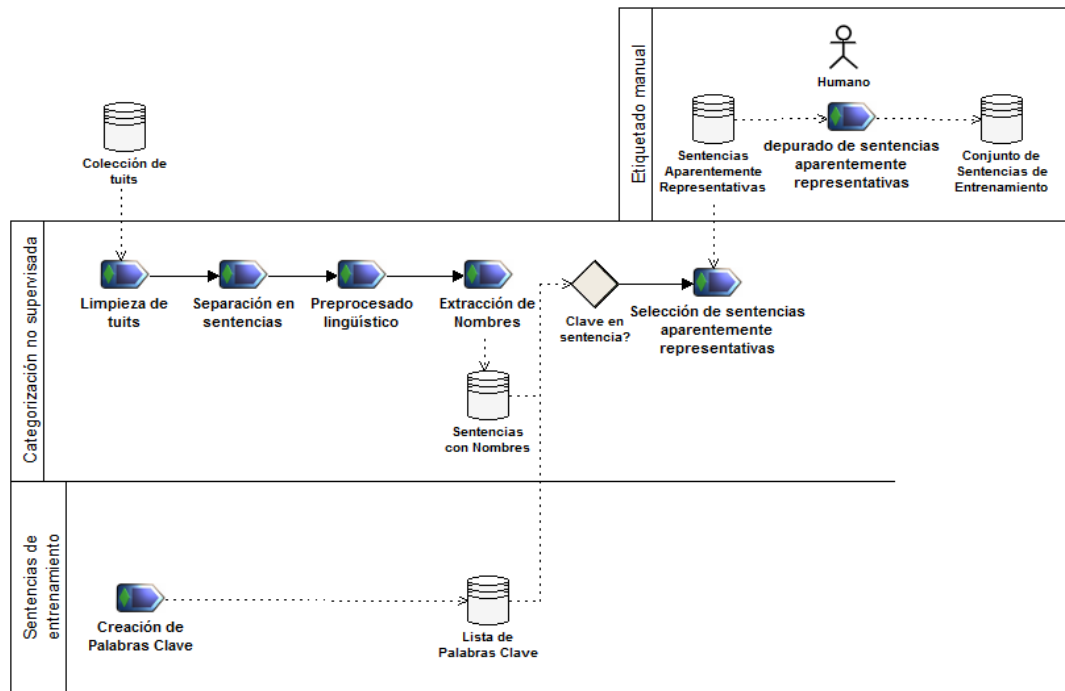 Etiquetado manual
Humano
Colección de
tuits
Sentencias
Aparentemente
Representativas
depurado de sentencias
aparentemente
representativas
Conjunto de
Sentencias de
Entrenamiento
Categorización no supervisada
Limpieza de
tuits
Separación en
sentencias
Preprocesado
lingüístico
Extracción de
Nombres
Clave en
sentencia?
Selección de sentencias
aparentemente
representativas
Sentencias
con Nombres
Sentencias de
entrenamiento
Creación de
Palabras Clave
Lista de
Palabras Clave